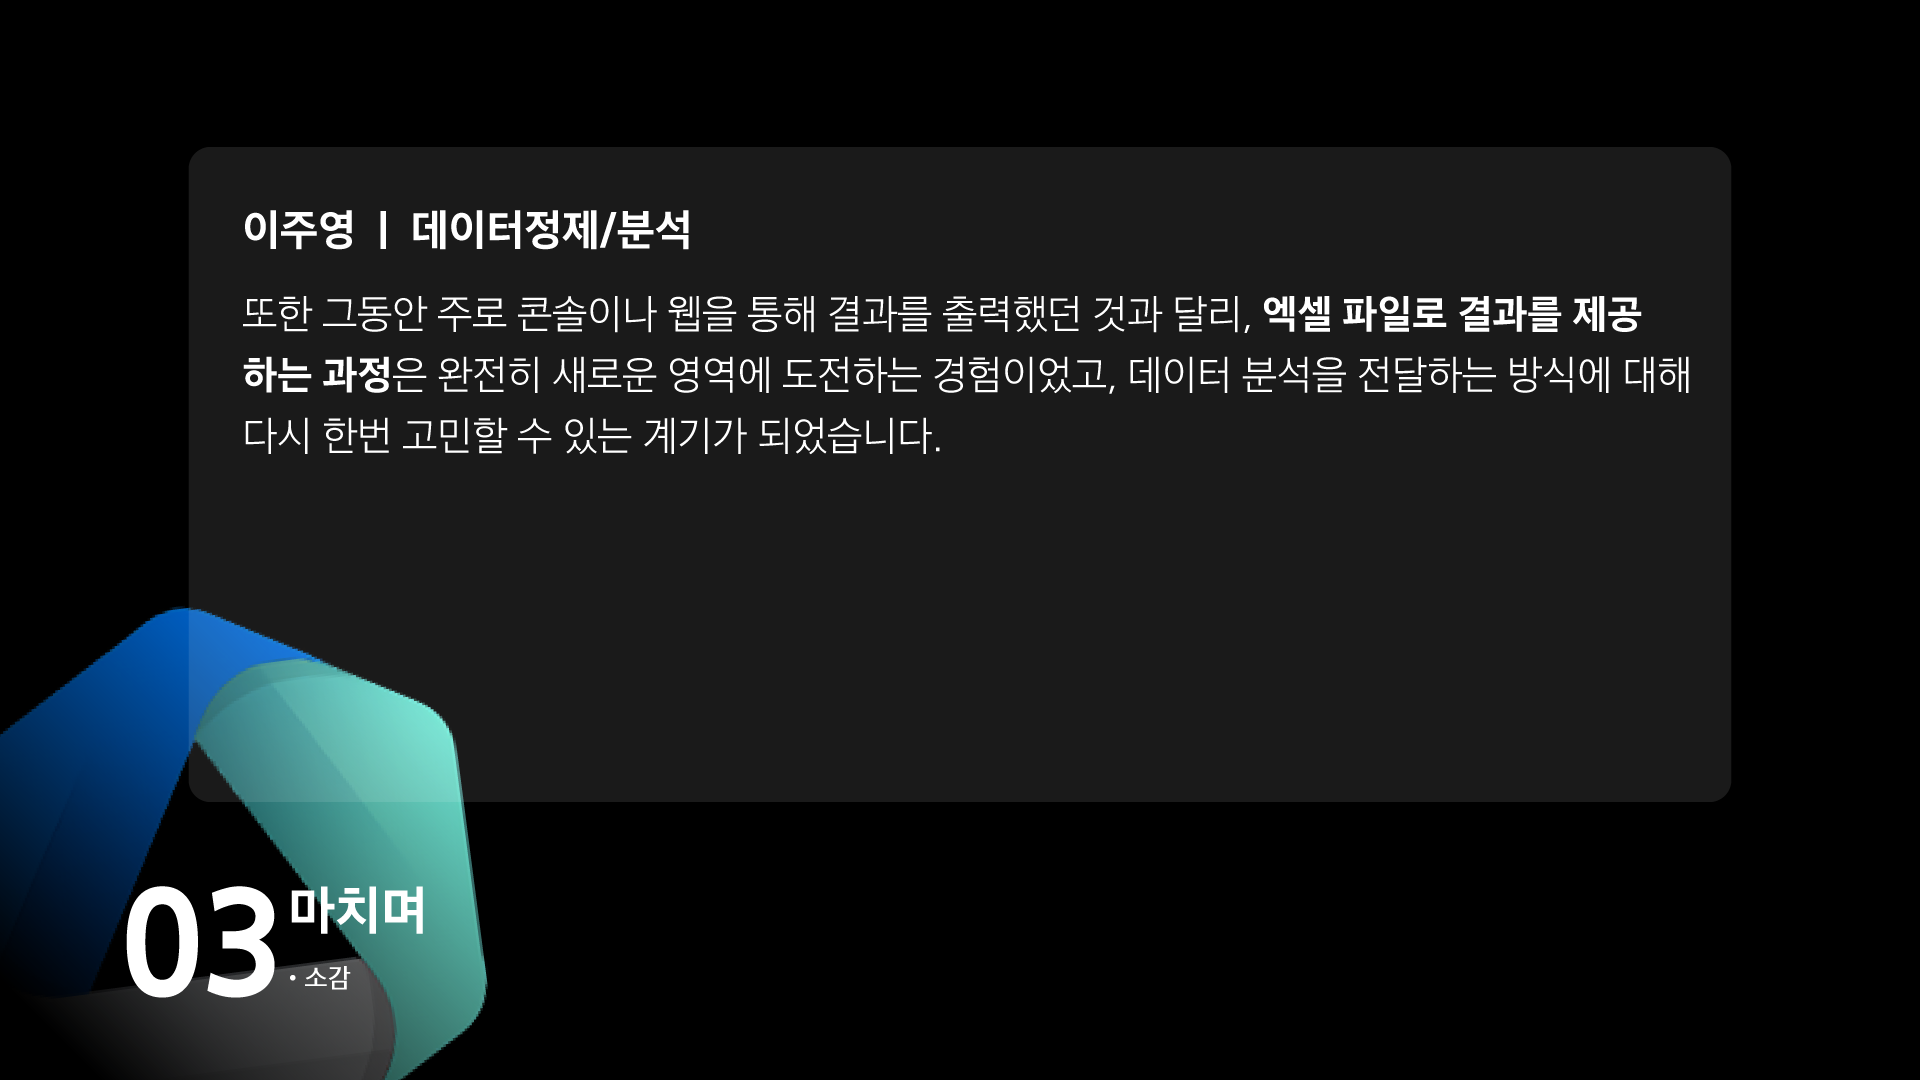 이주영 | 데이터정제/분석
또한 그동안 주로 콘솔이나 웹을 통해 결과를 출력했던 것과 달리, 엑셀 파일로 결과를 제공
하는 과정은 완전히 새로운 영역에 도전하는 경험이었고, 데이터 분석을 전달하는 방식에 대해
다시 한번 고민할 수 있는 계기가 되었습니다.
03 마치며
• 소감